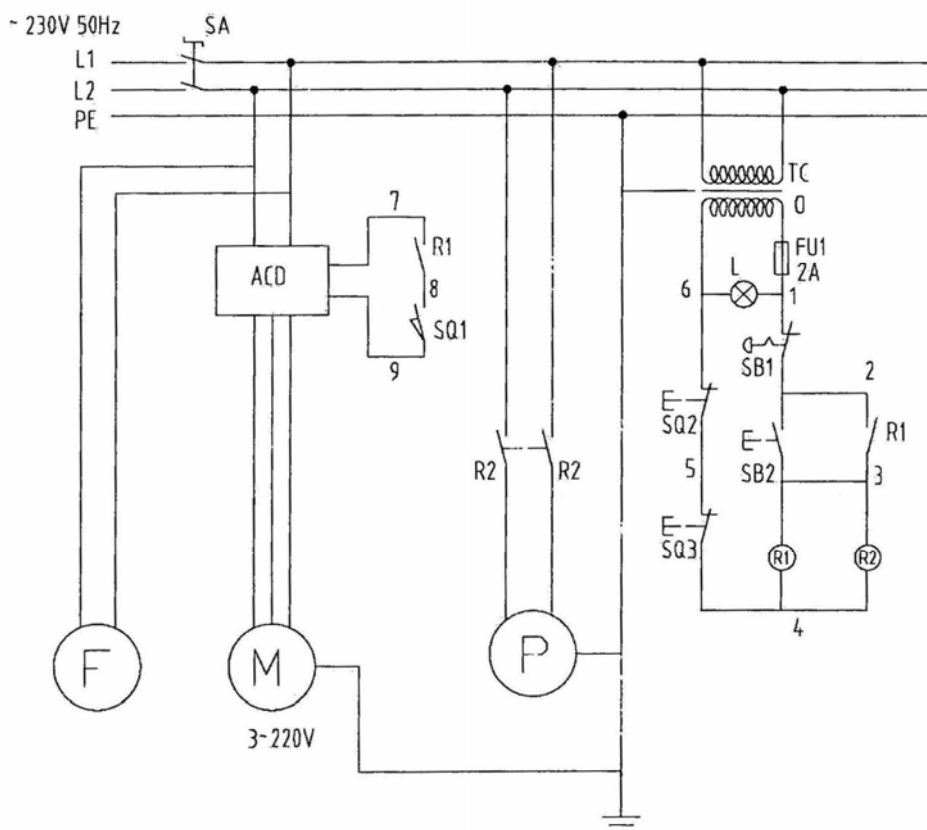 ~ 230V 50Hz
SA
L1
L2
PE
TC
0
7
R1
FU1
2A
ACD
8
L
6
1
SQ1
SB1
9
2
SQ2
R1
R2
R2
5
SB2
3
SQ3
R1
R2
4
F
M
P
3~220V